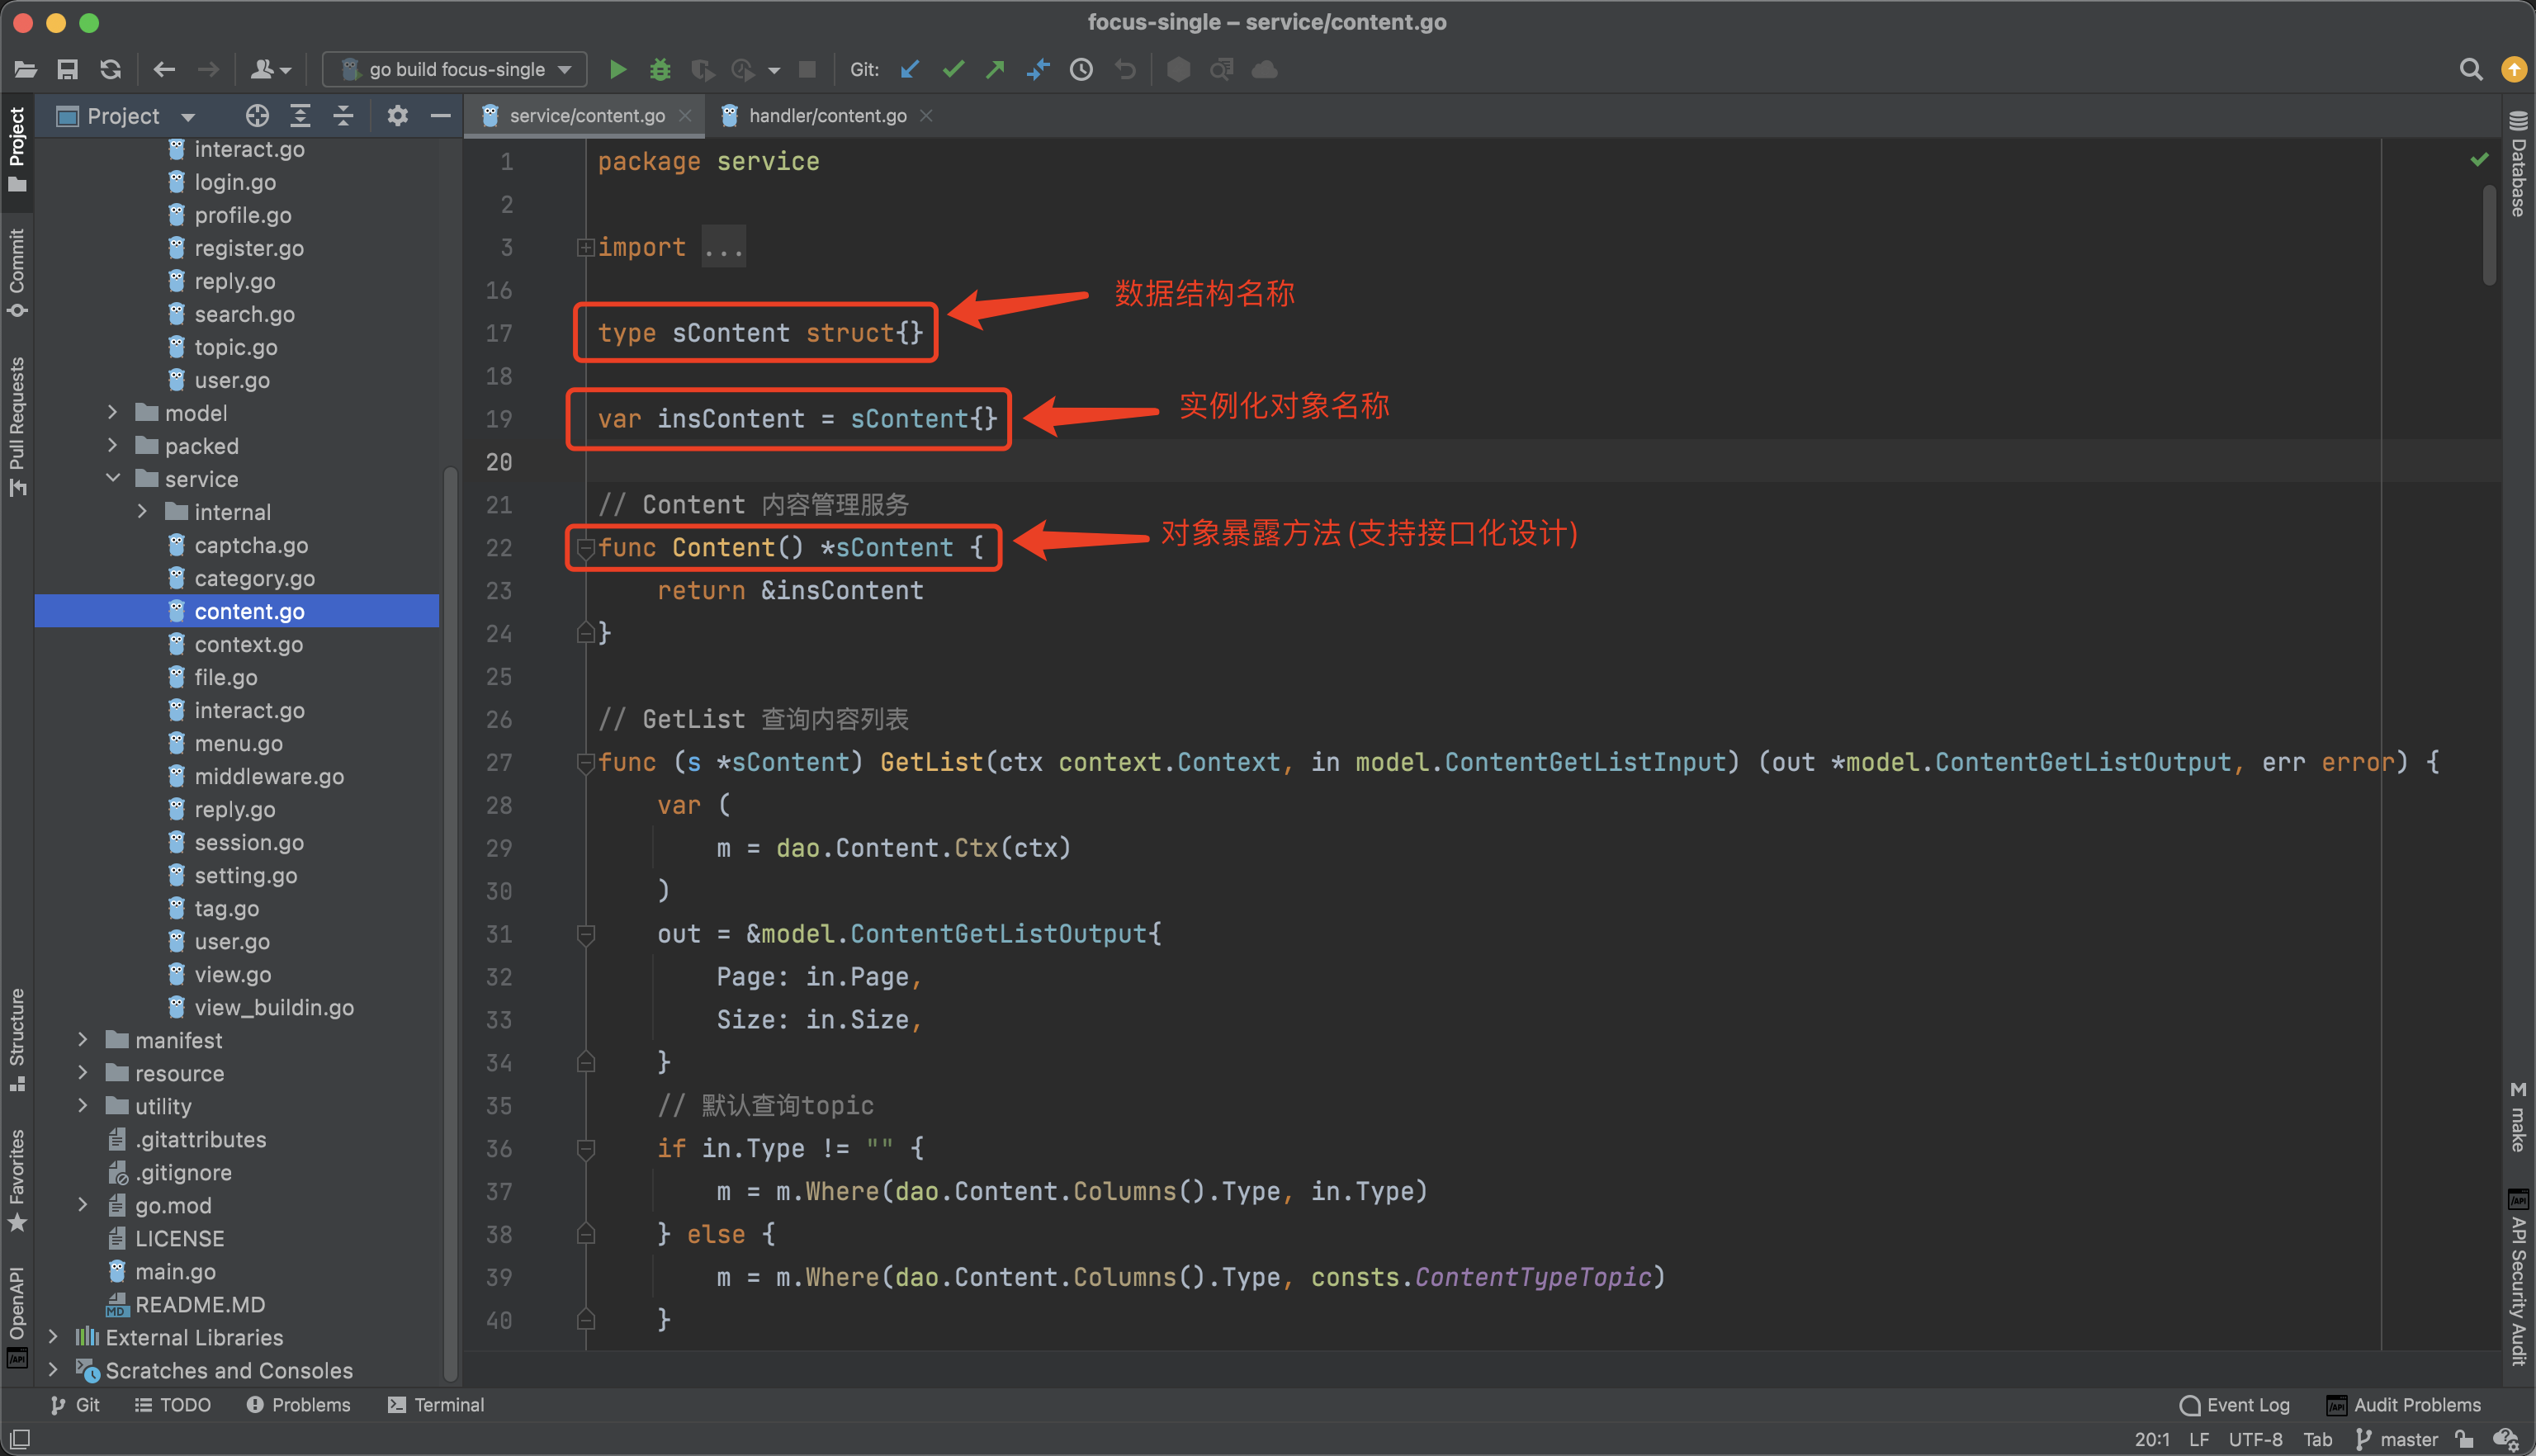 focus-single – service/content.go
go build focus-single
Git:
Project
service/content.go
handler/content.go
Project
Commit
Pull Requests
Structure
Favorites
OpenAPI
interact.go
login.go
profile.go
register.go
reply.go
search.go
topic.go
user.go
model
packed
service
internal
captcha.go
category.go
content.go
context.go
file.go
interact.go
menu.go
middleware.go
reply.go
session.go
setting.go
tag.go
user.go
view.go
view_buildin.go
manifest
resource
utility
.gitattributes
.gitignore
go.mod
LICENSE
main.go
README.MD
External Libraries
Scratches and Consoles
1 package service
2
3 import ...
16
数据结构名称
17 type sContent struct{}
18
实例化对象名称
19 var insContent = sContent{}
20
21 // Content 内容管理服务
对象暴露方法(支持接口化设计)
22 func Content() *sContent {
23 return &insContent
24 }
25
26 // GetList 查询内容列表
27 func (s *sContent) GetList(ctx context.Context, in model.ContentGetListInput) (out *model.ContentGetListOutput, err error) {
28 var (
29 m = dao.Content.Ctx(ctx)
30 )
31 out = &model.ContentGetListOutput{
32 Page: in.Page,
33 Size: in.Size,
34 }
35 // 默认查询topic
36 if in.Type != "" {
37 m = m.Where(dao.Content.Columns().Type, in.Type)
38 } else {
39 m = m.Where(dao.Content.Columns().Type, consts.ContentTypeTopic)
40 }
Database
make
API Security Audit
Git
TODO
Problems
Terminal
Event Log
Audit Problems
20:1 LF UTF-8 Tab master